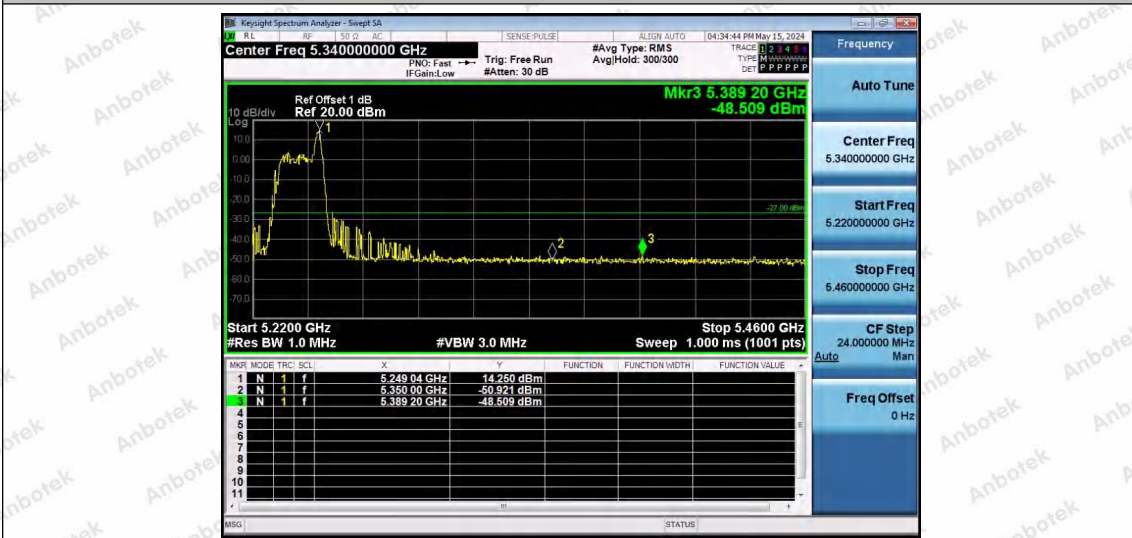 Keysight Spectrum Analyzer - Swept SA
RL RF 50 Ω AC SENSE:PULSE ALIGN AUTO 04:34:44 PM May 15, 2024
Center Freq 5.340000000 GHz
PNO: Fast
IFGain:Low
Trig: Free Run
#Atten: 30 dB
#Avg Type: RMS
Avg|Hold: 300/300
TRACE 1 2 3 4 5 6
TYPE M WWWWW
DET P P P P P P
Mkr3 5.389 20 GHz
-48.509 dBm
Ref Offset 1 dB
10 dB/div Ref 20.00 dBm
Log
10.0
0.00
-10.0
-20.0
-30.0
-40.0
-50.0
-60.0
-70.0
1
2
3
-27.00 dBm
Start 5.2200 GHz Stop 5.4600 GHz
#Res BW 1.0 MHz #VBW 3.0 MHz Sweep 1.000 ms (1001 pts)
MKR MODE TRC SCL X Y FUNCTION FUNCTION WIDTH FUNCTION VALUE
1 N 1 f 5.249 04 GHz 14.250 dBm
2 N 1 f 5.350 00 GHz -50.921 dBm
3 N 1 f 5.389 20 GHz -48.509 dBm
4
5
6
7
8
9
10
11
MSG STATUS
Frequency
Auto Tune
Center Freq
5.340000000 GHz
Start Freq
5.220000000 GHz
Stop Freq
5.460000000 GHz
CF Step
24.000000 MHz
Auto Man
Freq Offset
0 Hz
Anbotek